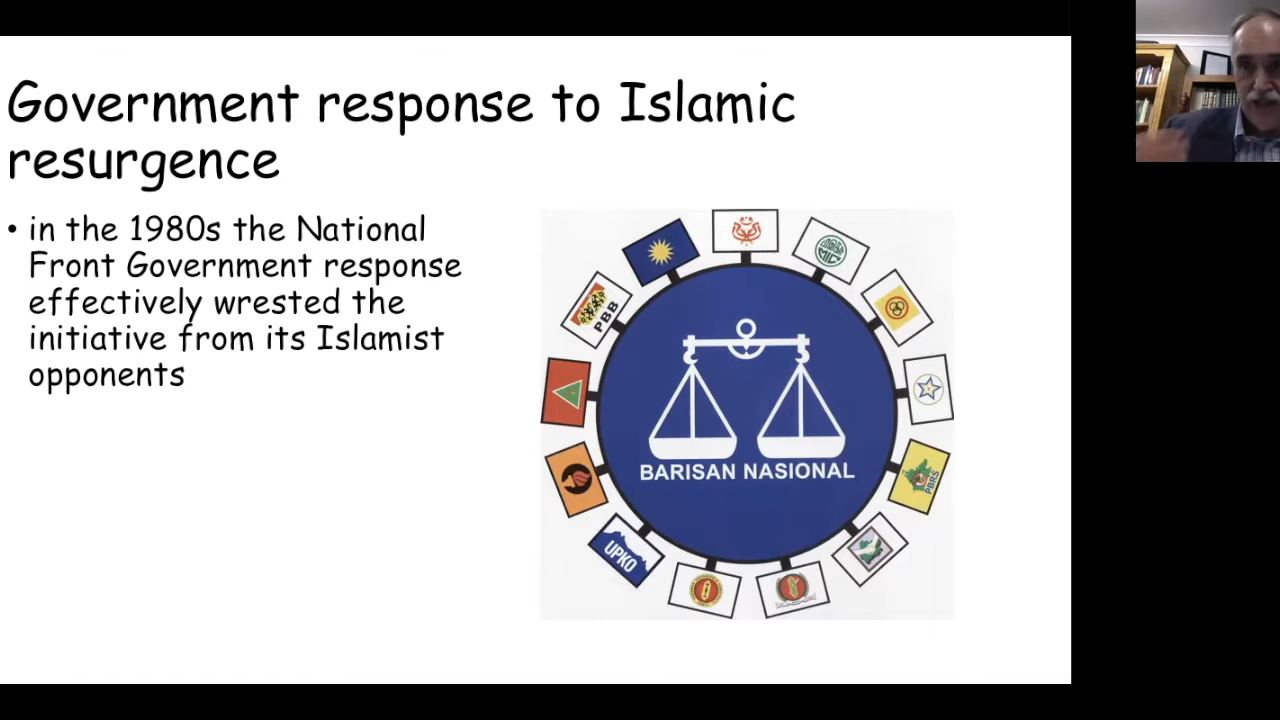 Government response to Islamic
resurgence
• in the 1980s the National
Front Government response
effectively wrested the
initiative from its Islamist
opponents
MIC
PBB
BARISAN NASIONAL
PBRS
UPKO